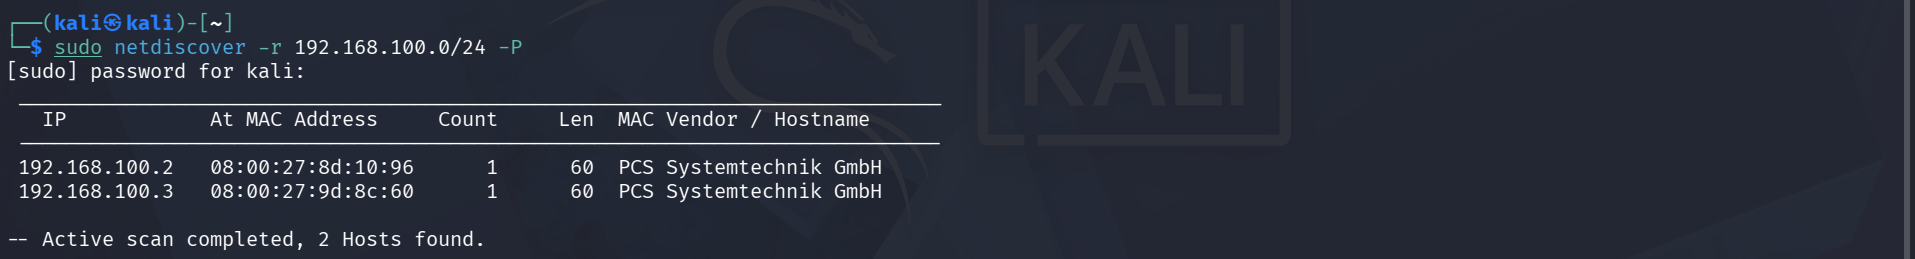 ┌──(kali㉿kali)-[~]
└─$ sudo netdiscover -r 192.168.100.0/24 -P
[sudo] password for kali:
IP At MAC Address Count Len MAC Vendor / Hostname
192.168.100.2 08:00:27:8d:10:96 1 60 PCS Systemtechnik GmbH
192.168.100.3 08:00:27:9d:8c:60 1 60 PCS Systemtechnik GmbH
-- Active scan completed, 2 Hosts found.
KALI